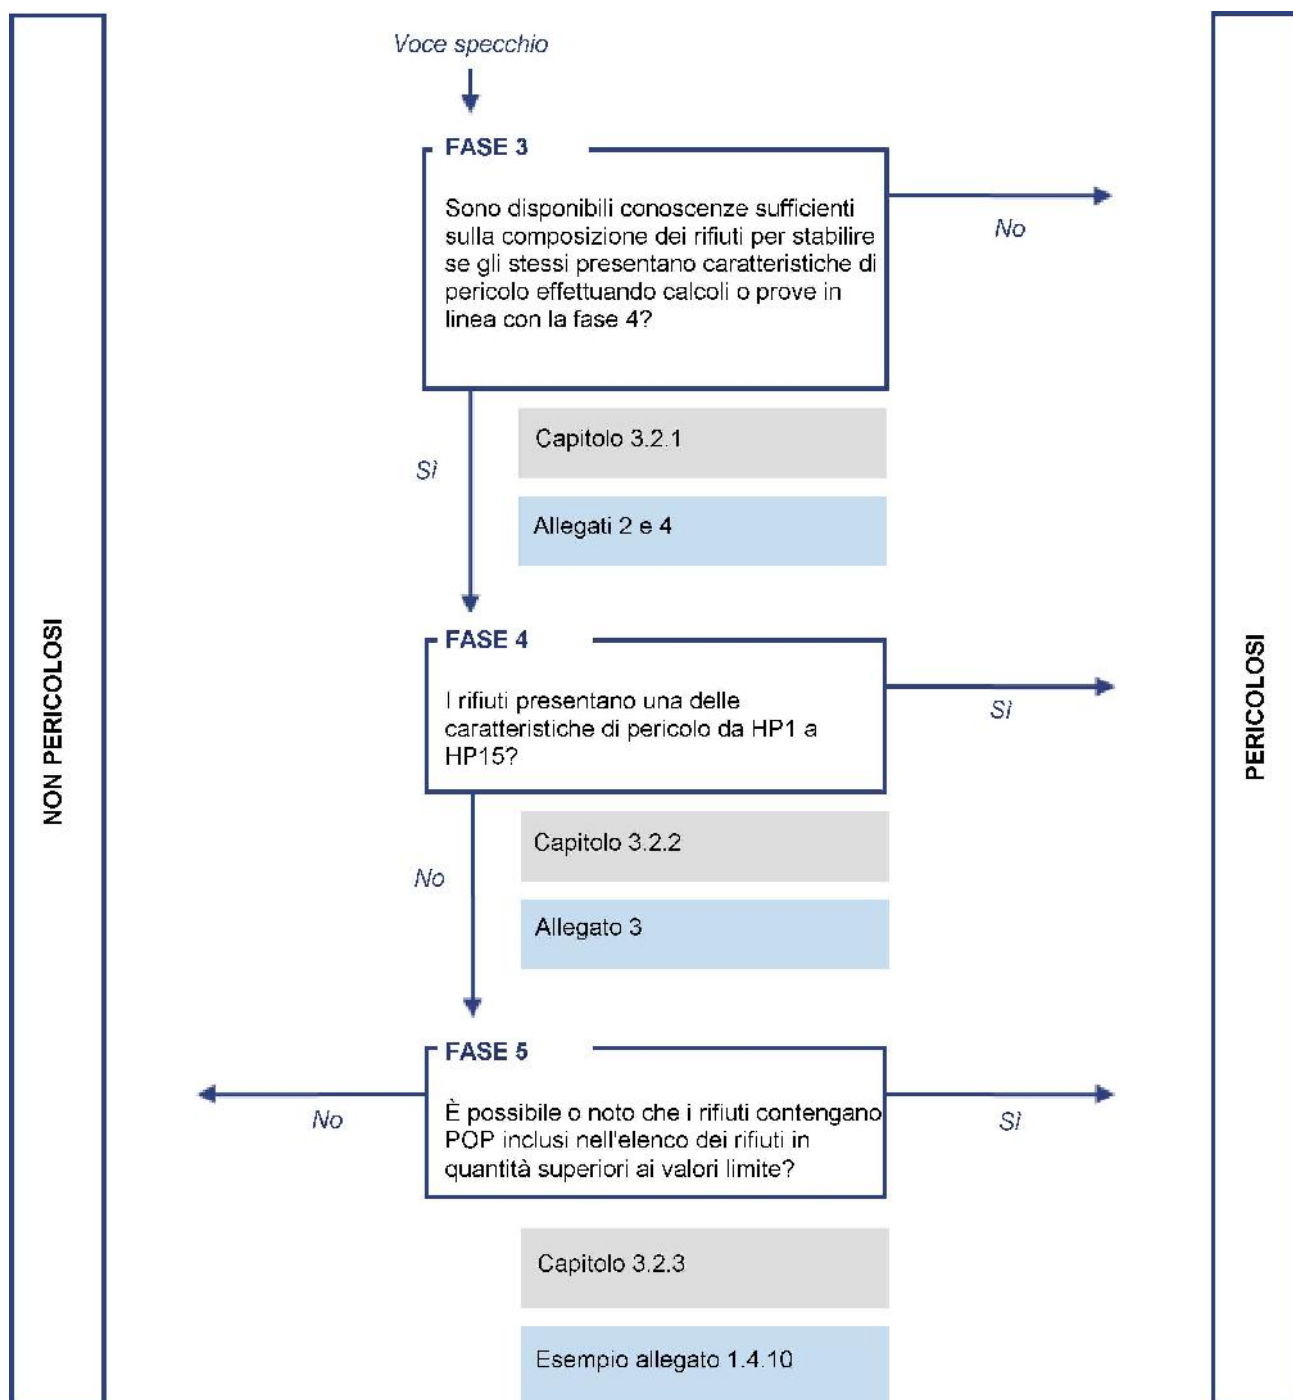 Voce specchio
FASE 3
Sono disponibili conoscenze sufficienti
sulla composizione dei rifiuti per stabilire
se gli stessi presentano caratteristiche di
pericolo effettuando calcoli o prove in
linea con la fase 4?
No
Capitolo 3.2.1
Sì
Allegati 2 e 4
NON PERICOLOSI
PERICOLOSI
FASE 4
I rifiuti presentano una delle
caratteristiche di pericolo da HP1 a
HP15?
Sì
Capitolo 3.2.2
No
Allegato 3
FASE 5
È possibile o noto che i rifiuti contengano
POP inclusi nell'elenco dei rifiuti in
quantità superiori ai valori limite?
No
Sì
Capitolo 3.2.3
Esempio allegato 1.4.10